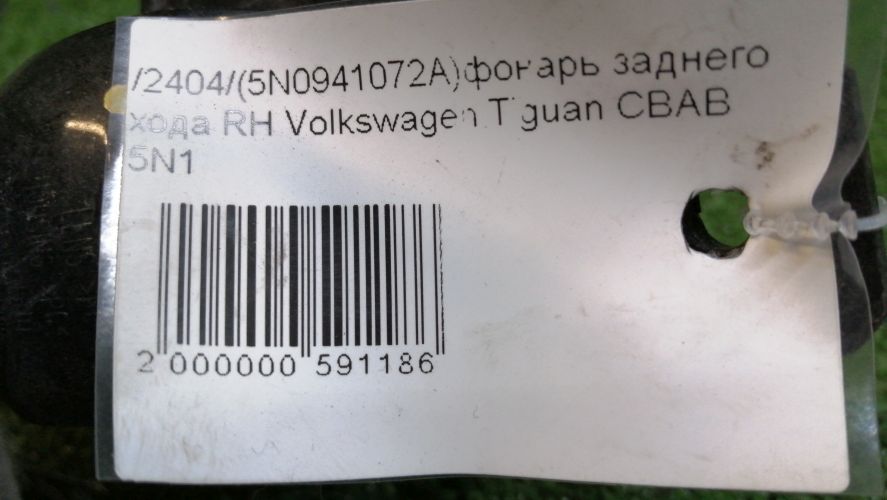 /2404/(5N0941072A)фонарь заднего
хода RH Volkswagen Tiguan CBAB
5N1
2 000000 591186